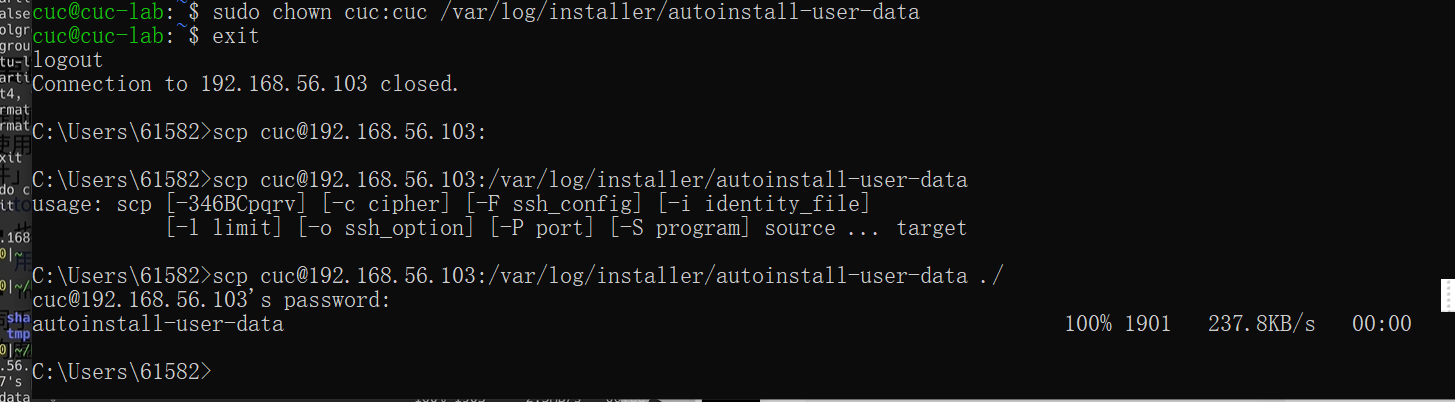 cuc@cuc-lab:~$ sudo chown cuc:cuc /var/log/installer/autoinstall-user-data
cuc@cuc-lab:~$ exit
logout
Connection to 192.168.56.103 closed.
C:\Users\61582>scp cuc@192.168.56.103:
C:\Users\61582>scp cuc@192.168.56.103:/var/log/installer/autoinstall-user-data
usage: scp [-346BCpqrv] [-c cipher] [-F ssh_config] [-i identity_file]
[-l limit] [-o ssh_option] [-P port] [-S program] source ... target
C:\Users\61582>scp cuc@192.168.56.103:/var/log/installer/autoinstall-user-data ./
cuc@192.168.56.103's password:
autoinstall-user-data 100% 1901 237.8KB/s 00:00
C:\Users\61582>